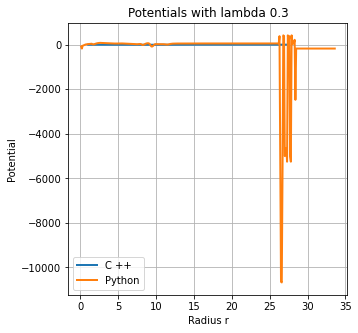 Potentials with lambda 0.3
0
−2000
−4000
−6000
−8000
−10000
Potential
C ++
Python
0 5 10 15 20 25 30 35
Radius r